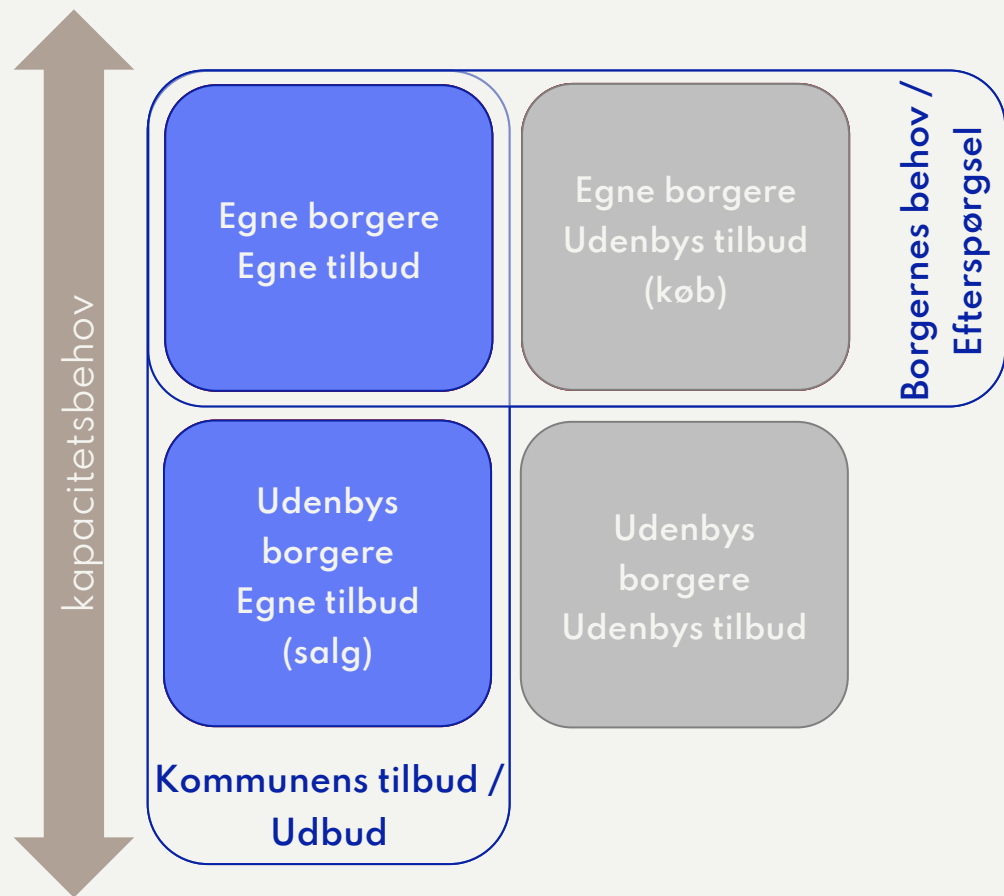 kapacitetsbehov
Egne borgere
Egne tilbud
Egne borgere
Udenbys tilbud
(køb)
Borgernes behov /
Efterspørgsel
Udenbys
borgere
Egne tilbud
(salg)
Udenbys
borgere
Udenbys tilbud
Kommunens tilbud /
Udbud